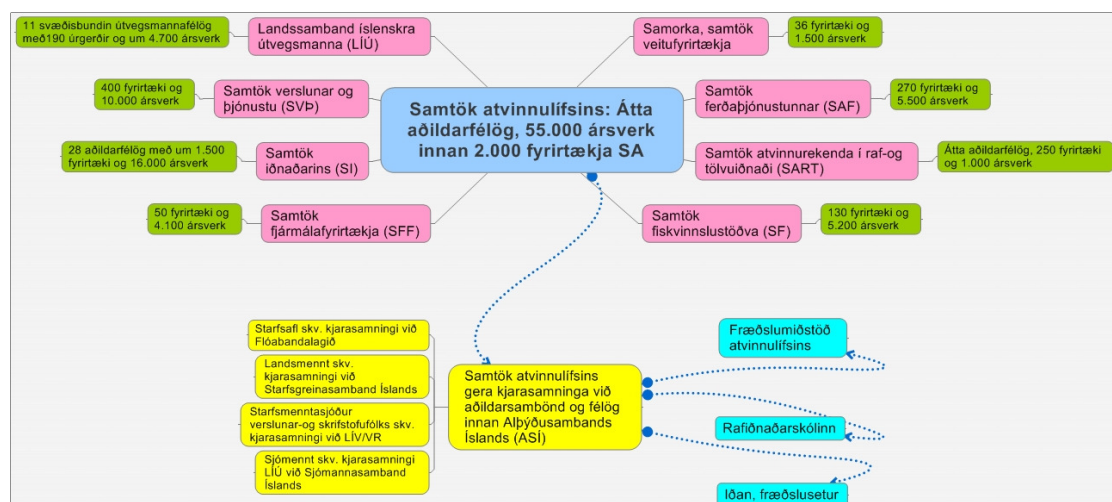 11 svæðisbundin útvegsmannafélög
með190 úrgerðir og um 4.700
ársverk
Landssamband íslenskra
útvegsmanna (LÍÚ)
Samorka, samtök
veitufyrirtækja
36 fyrirtæki og
1.500 ársverk
400 fyrirtæki og
10.000 ársverk
Samtök verslunar og
þjónustu (SVÞ)
Samtök atvinnulífsins: Átta
aðildarfélög, 55.000 ársverk
innan 2.000 fyrirtækja SA
Samtök
ferðaþjónustunnar (SAF)
270 fyrirtæki og
5.500 ársverk
28 aðildarfélög með um 1.500
fyrirtæki og 16.000 ársverk
Samtök
iðnaðarins (SI)
Samtök atvinnurekenda í raf-og
tölvuiðnaði (SART)
Átta aðildarfélög, 250 fyrirtæki
og 1.000 ársverk
50 fyrirtæki og
4.100 ársverk
Samtök
fjármálafyrirtækja (SFF)
Samtök
fiskvinnslustöðva (SF)
130 fyrirtæki og
5.200 ársverk
Starfsafl skv. kjarasamningi við
Flóabandalagið
Landsmennt skv.
kjarasamningi við
Starfsgreinasamband Íslands
Starfsmenntasjóður
verslunar-og skrifstofufólks skv.
kjarasamningi við LÍV/VR
Sjómennt skv. kjarasamningi
LÍÚ við Sjómannasamband
Íslands
Samtök atvinnulífsins
gera kjarasamninga við
aðildarsambönd og félög
innan Alþýðusambands
Íslands (ASÍ)
Fræðslumiðstöð
atvinnulífsins
Rafiðnaðarskólinn
Iðan, fræðslusetur